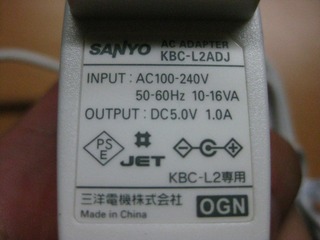 SANYO AC ADAPTER
KBC-L2ADJ
INPUT: AC100-240V
50-60Hz 10-16VA
OUTPUT: DC5.0V 1.0A
PS
E
JET
- C +
KBC-L2専用
三洋電機株式会社
Made in China
OGN